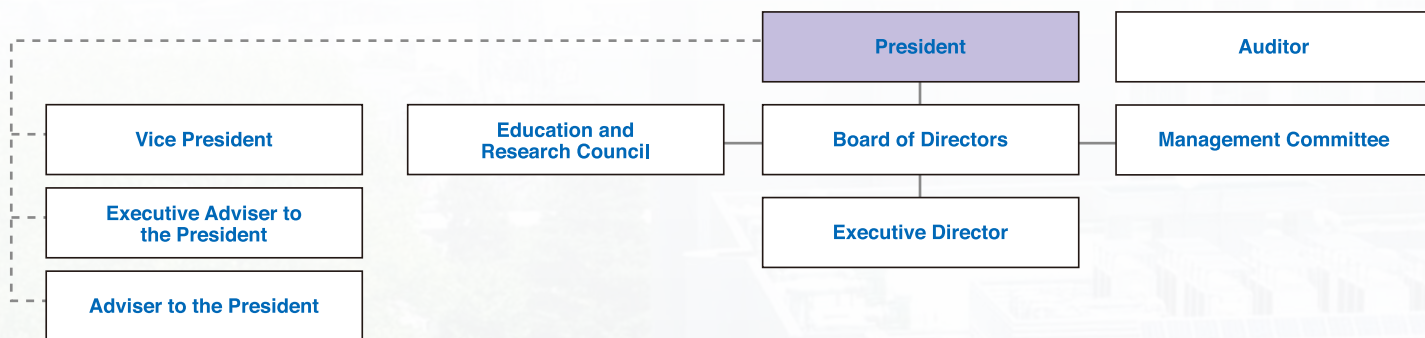 President
Auditor
Vice President
Education and
Research Council
Board of Directors
Management Committee
Executive Adviser to
the President
Executive Director
Adviser to the President